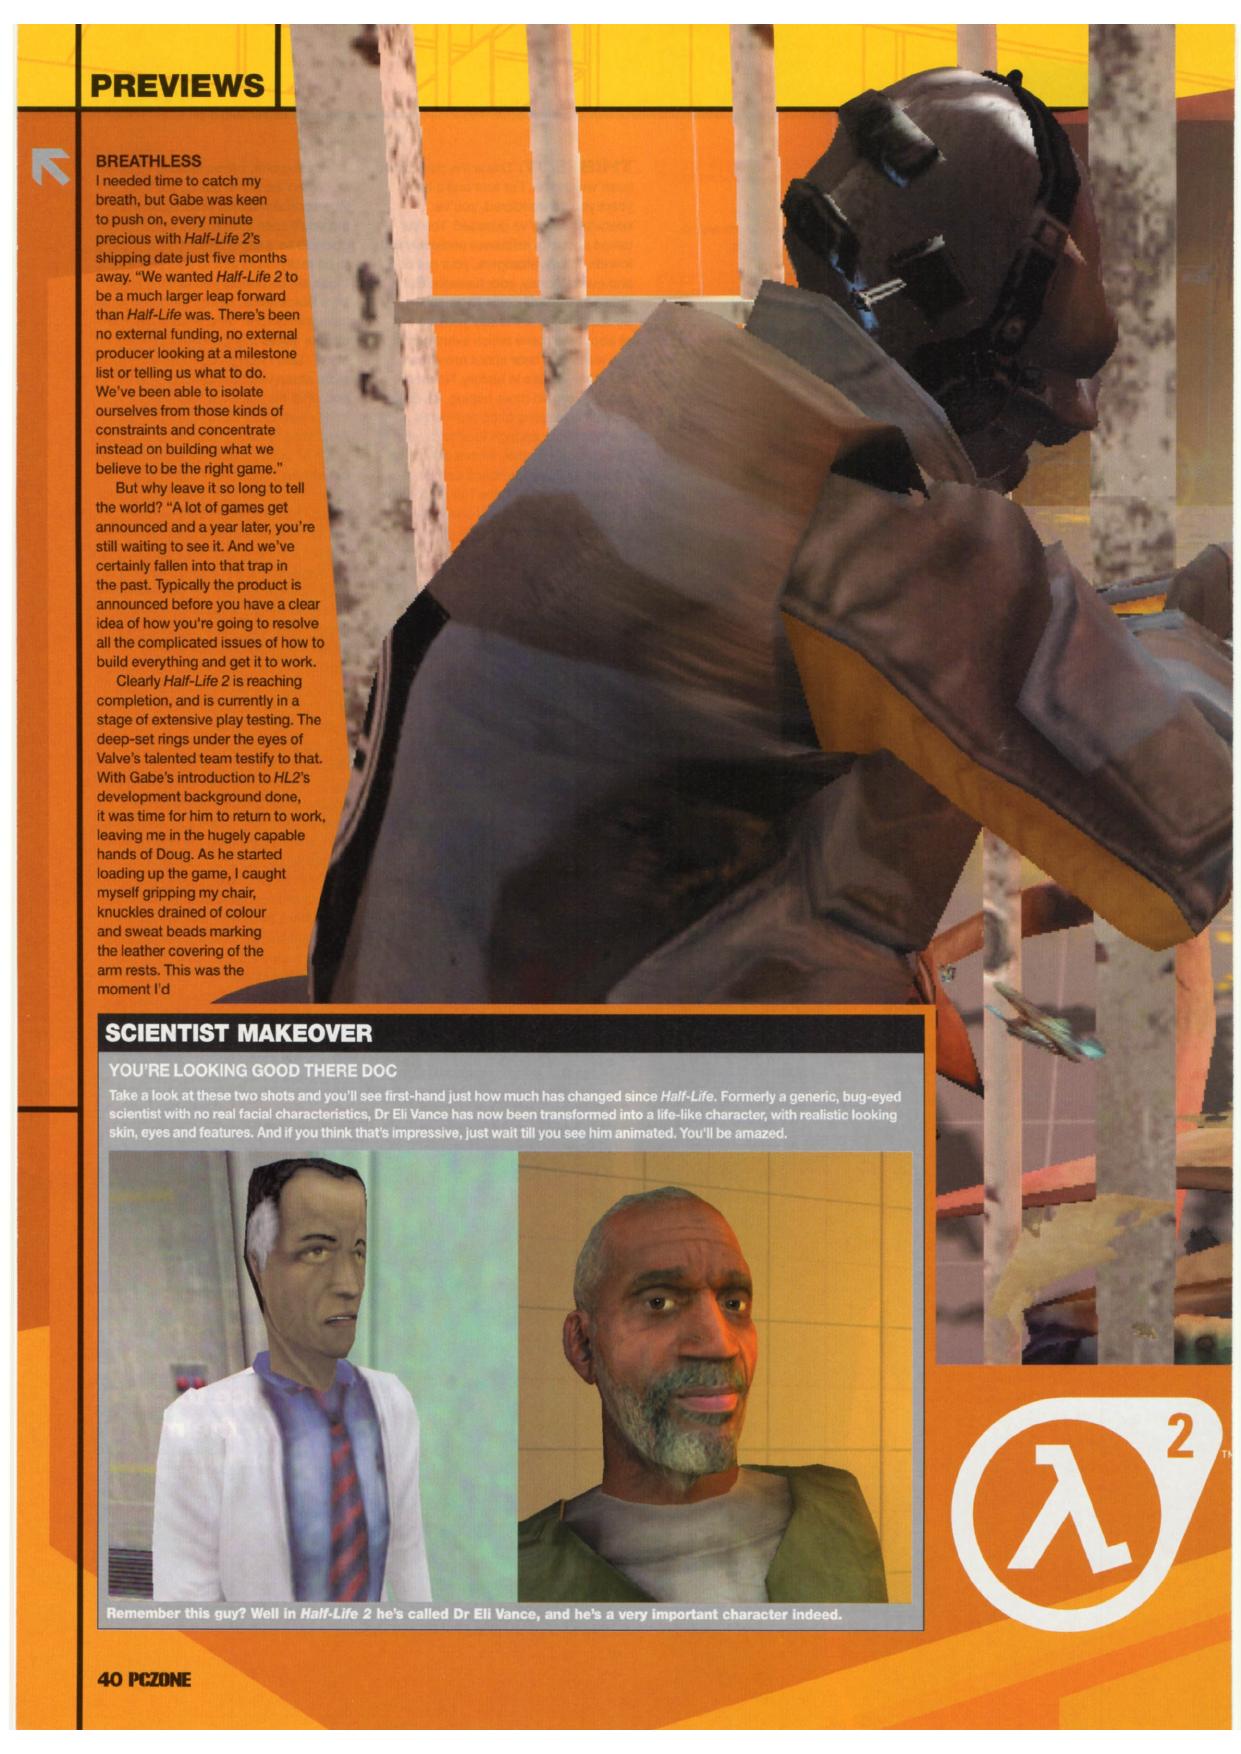 PREVIEWS
BREATHLESS
I needed time to catch my
breath, but Gabe was keen
to push on, every minute
precious with Half-Life 2's
shipping date just five months
away. “We wanted Half-Life 2 to
be a much larger leap forward
than Half-Life was. There's been
no external funding, no external
producer looking at a milestone
list or telling us what to do.
We've been able to isolate
ourselves from those kinds of
constraints and concentrate
instead on building what we
believe to be the right game.”
But why leave it so long to tell
the world? “A lot of games get
announced and a year later, you're
still waiting to see it. And we've
certainly fallen into that trap in
the past. Typically the product is
announced before you have a clear
idea of how you're going to resolve
all the complicated issues of how to
build everything and get it to work.
Clearly Half-Life 2 is reaching
completion, and is currently in a
stage of extensive play testing. The
deep-set rings under the eyes of
Valve's talented team testify to that.
With Gabe's introduction to HL2's
development background done,
it was time for him to return to work,
leaving me in the hugely capable
hands of Doug. As he started
loading up the game, I caught
myself gripping my chair,
knuckles drained of colour
and sweat beads marking
the leather covering of the
arm rests. This was the
moment I'd
SCIENTIST MAKEOVER
YOU'RE LOOKING GOOD THERE DOC
Take a look at these two shots and you'll see first-hand just how much has changed since Half-Life. Formerly a generic, bug-eyed
scientist with no real facial characteristics, Dr Eli Vance has now been transformed into a life-like character, with realistic looking
skin, eyes and features. And if you think that's impressive, just wait till you see him animated. You'll be amazed.
Remember this guy? Well in Half-Life 2 he's called Dr Eli Vance, and he's a very important character indeed.
λ 2
40 PCZONE